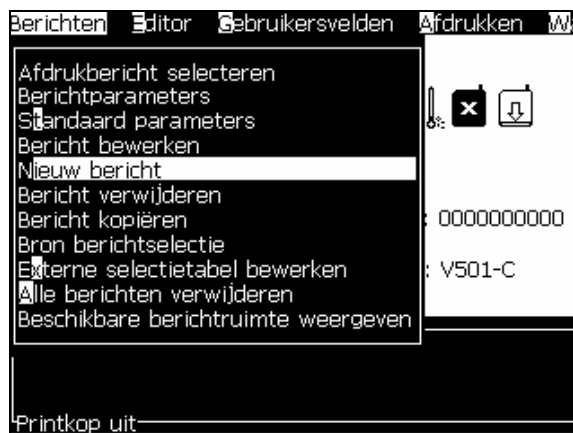 Berichten Editor Gebruikersvelden Afdrukken
Afdrukbericht selecteren
Berichtparameters
Standaard parameters
Bericht bewerken
Nieuw bericht
Bericht verwijderen
Bericht kopiëren
: 0000000000
Bron berichtselectie
Externe selectietabel bewerken
: V501-C
Alle berichten verwijderen
Beschikbare berichtruimte weergeven
Printkop uit